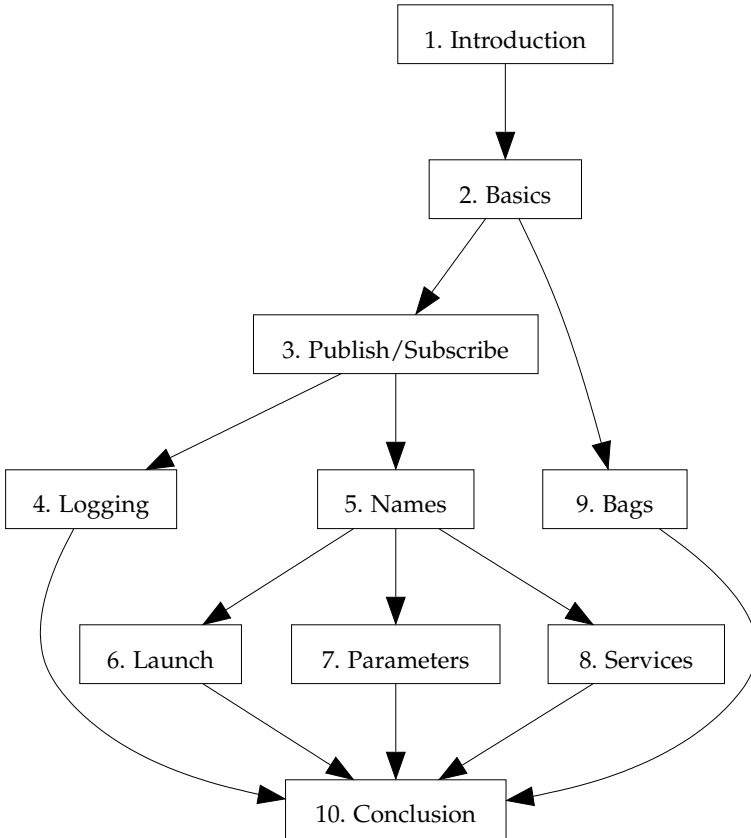 1. Introduction
2. Basics
3. Publish/Subscribe
4. Logging
5. Names
9. Bags
6. Launch
7. Parameters
8. Services
10. Conclusion